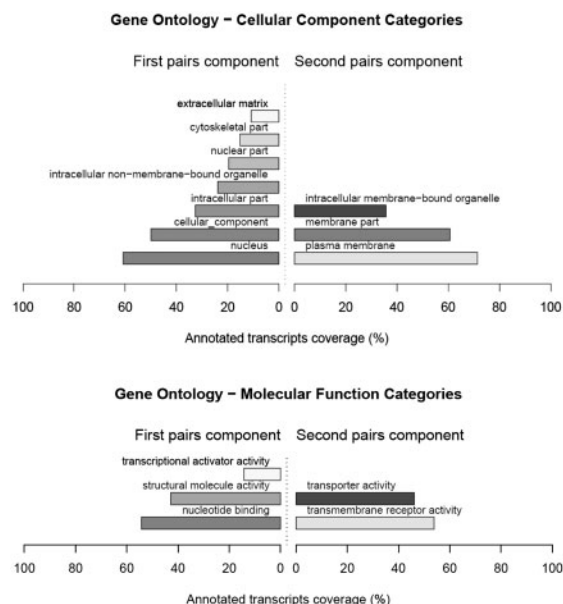 Gene Ontology − Cellular Component Categories
First pairs component
Second pairs component
extracellular matrix
cytoskeletal part
nuclear part
intracellular non-membrane-bound organelle
intracellular part
intracellular membrane-bound organelle
cellular_component
membrane part
nucleus
plasma membrane
100 80 60 40 20 0 0 20 40 60 80 100
Annotated transcripts coverage (%)
Gene Ontology − Molecular Function Categories
First pairs component
Second pairs component
transcriptional activator activity
structural molecule activity
transporter activity
nucleotide binding
transmembrane receptor activity
100 80 60 40 20 0 0 20 40 60 80 100
Annotated transcripts coverage (%)